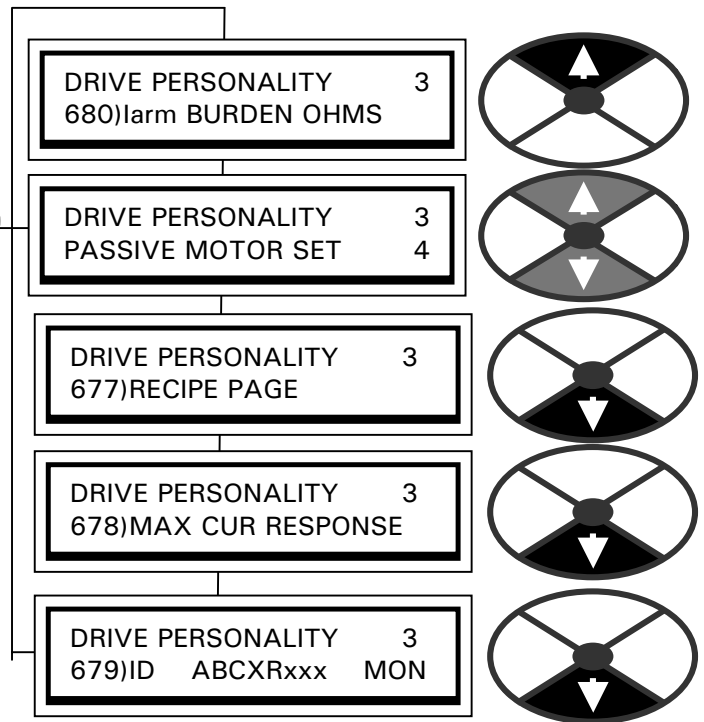 DRIVE PERSONALITY 3
680)Iarm BURDEN OHMS
DRIVE PERSONALITY 3
PASSIVE MOTOR SET 4
DRIVE PERSONALITY 3
677)RECIPE PAGE
DRIVE PERSONALITY 3
678)MAX CUR RESPONSE
DRIVE PERSONALITY 3
679)ID ABCXRxxx MON